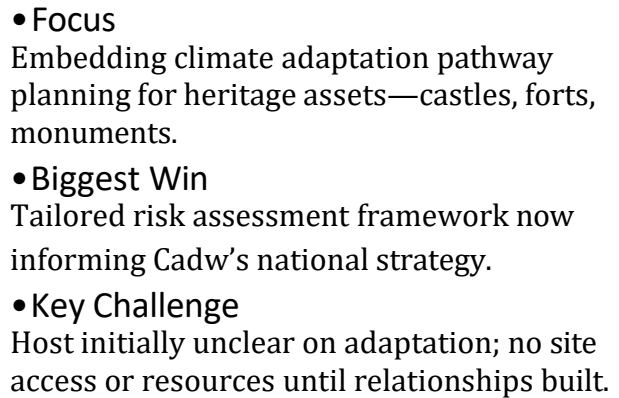 •Focus
Embedding climate adaptation pathway
planning for heritage assets—castles, forts,
monuments.
•Biggest Win
Tailored risk assessment framework now
informing Cadw’s national strategy.
•Key Challenge
Host initially unclear on adaptation; no site
access or resources until relationships built.